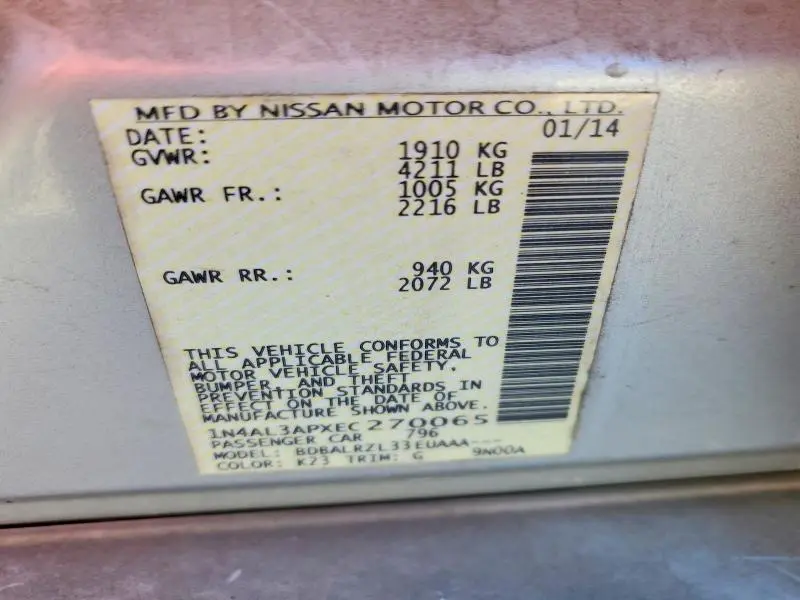 MFD BY NISSAN MOTOR CO., LTD.
DATE: 01/14
GVWR: 1910 KG
4211 LB
GAWR FR.: 1005 KG
2216 LB
GAWR RR.: 940 KG
2072 LB
THIS VEHICLE CONFORMS TO
ALL APPLICABLE FEDERAL
MOTOR VEHICLE SAFETY,
BUMPER, AND THEFT
PREVENTION STANDARDS IN
EFFECT ON THE DATE OF
MANUFACTURE SHOWN ABOVE.
1N4AL3APXEC270065
PASSENGER CAR 796
MODEL: BDBALRZL33EUAAA---
COLOR: K23 TRIM: G 9N00A